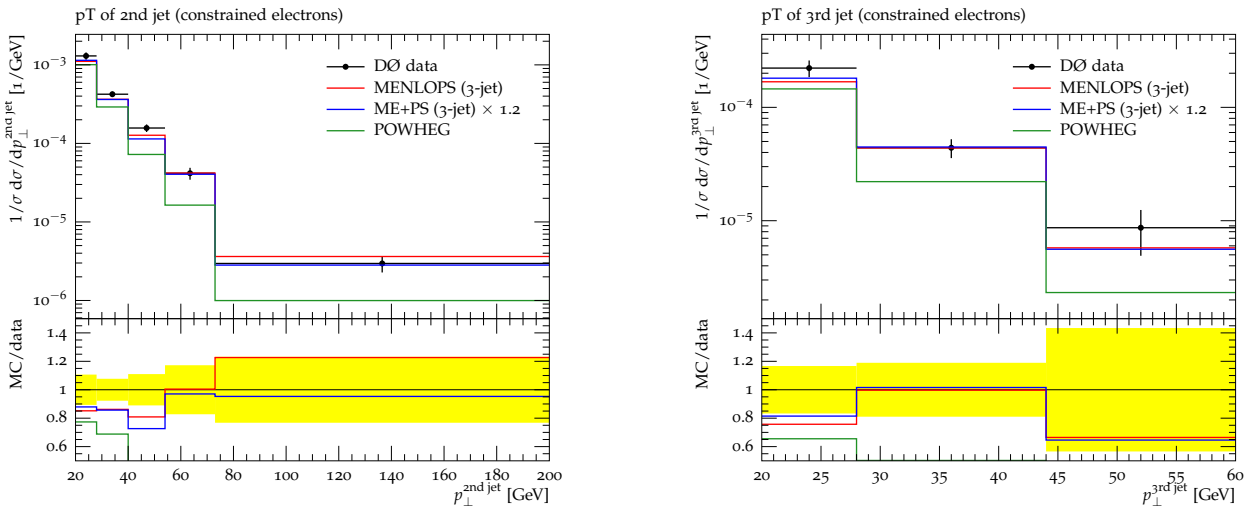 pT of 2nd jet (constrained electrons)
DØ data
MENLOPS (3-jet)
ME+PS (3-jet) × 1.2
POWHEG
10⁻³
10⁻⁴
10⁻⁵
10⁻⁶
1/σ dσ/dp⊥^2nd jet [1/GeV]
1.4
1.2
1
0.8
0.6
MC/data
20 40 60 80 100 120 140 160 180 200
p⊥^2nd jet [GeV]
pT of 3rd jet (constrained electrons)
DØ data
MENLOPS (3-jet)
ME+PS (3-jet) × 1.2
POWHEG
10⁻⁴
10⁻⁵
1/σ dσ/dp⊥^3rd jet [1/GeV]
1.4
1.2
1
0.8
0.6
MC/data
20 25 30 35 40 45 50 55 60
p⊥^3rd jet [GeV]